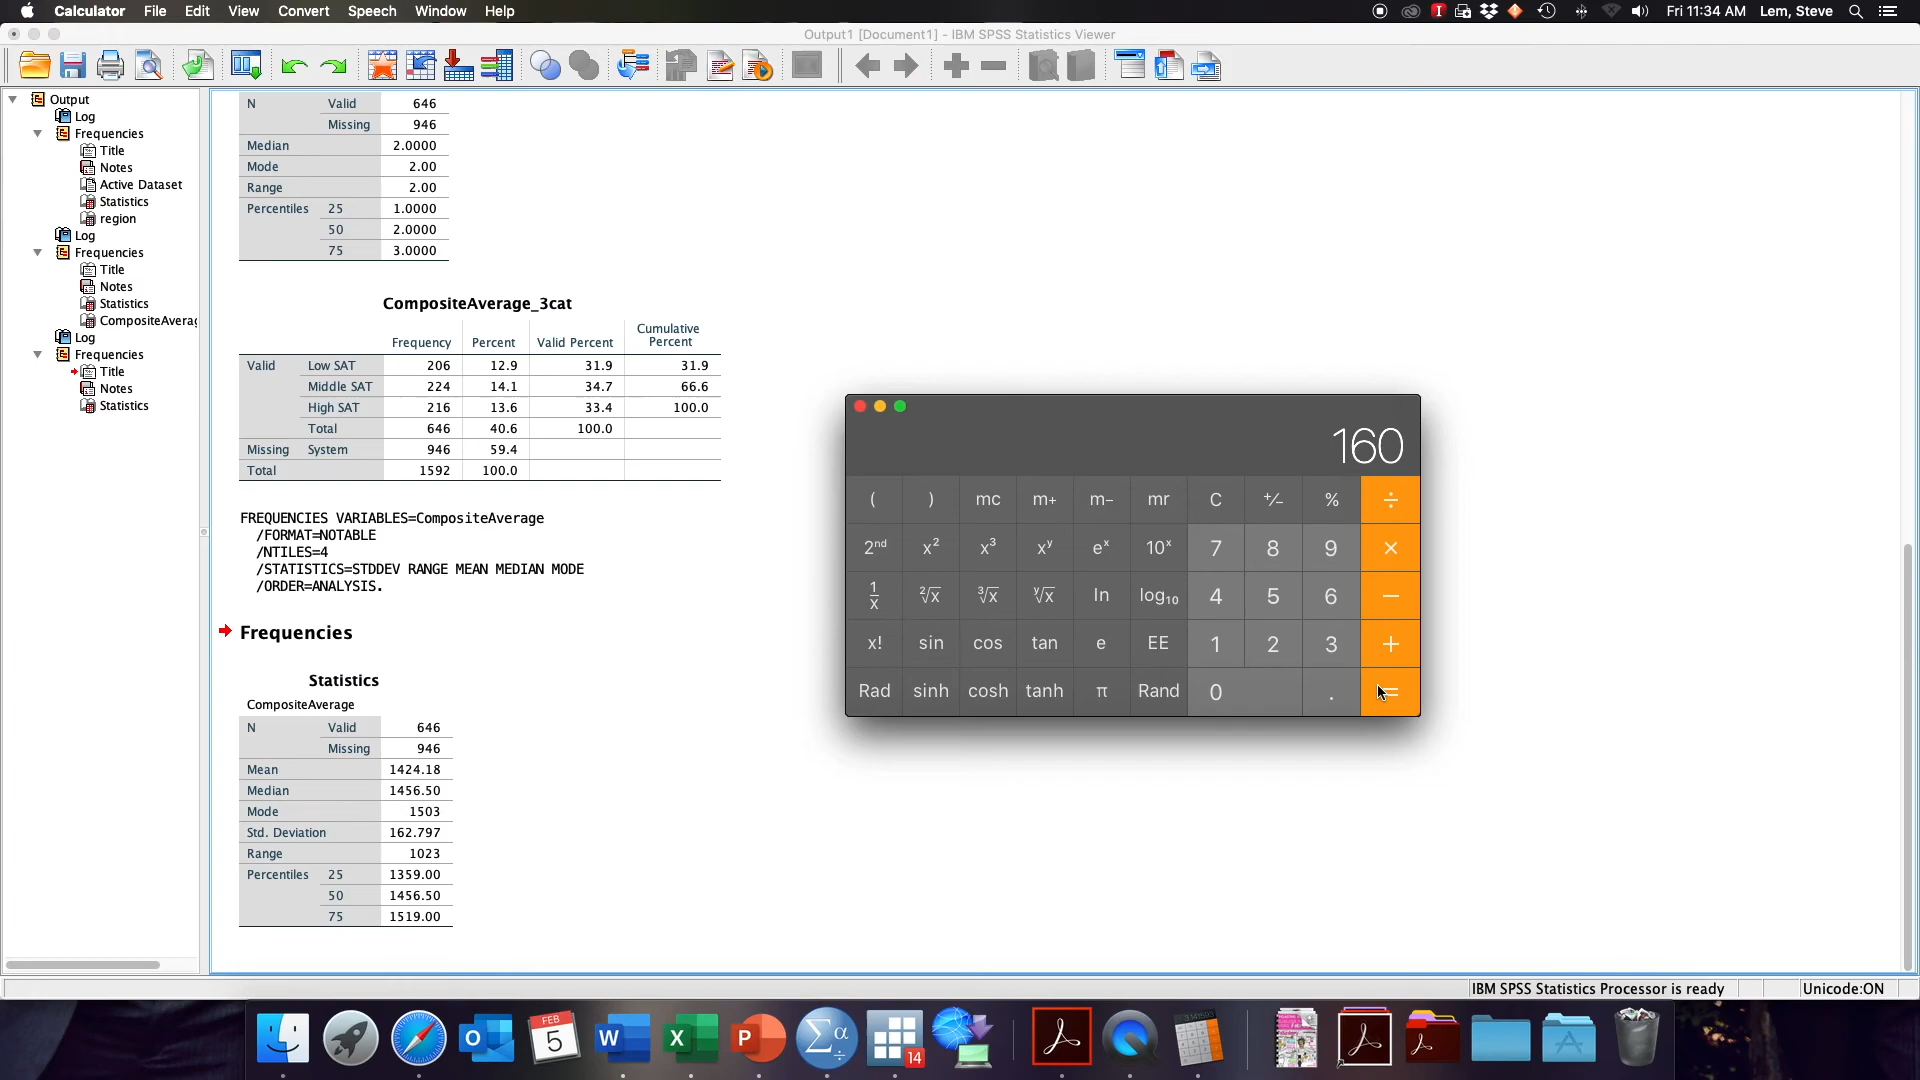 Calculator File Edit View Convert Speech Window Help Fri 11:34 AM Lem, Steve
Output1 [Document1] - IBM SPSS Statistics Viewer
Output
Log
Frequencies
Title
Notes
Active Dataset
Statistics
region
Log
Frequencies
Title
Notes
Statistics
CompositeAverag
Log
Frequencies
Title
Notes
Statistics
N Valid 646
Missing 946
Median 2.0000
Mode 2.00
Range 2.00
Percentiles 25 1.0000
50 2.0000
75 3.0000
CompositeAverage_3cat
Frequency Percent Valid Percent Cumulative Percent
Valid Low SAT 206 12.9 31.9 31.9
Middle SAT 224 14.1 34.7 66.6
High SAT 216 13.6 33.4 100.0
Total 646 40.6 100.0
Missing System 946 59.4
Total 1592 100.0
FREQUENCIES VARIABLES=CompositeAverage
/FORMAT=NOTABLE
/NTILES=4
/STATISTICS=STDDEV RANGE MEAN MEDIAN MODE
/ORDER=ANALYSIS.
Frequencies
Statistics
CompositeAverage
N Valid 646
Missing 946
Mean 1424.18
Median 1456.50
Mode 1503
Std. Deviation 162.797
Range 1023
Percentiles 25 1359.00
50 1456.50
75 1519.00
160
( ) mc m+ m- mr C +/- % ÷
2nd x² x³ xʸ eˣ 10ˣ 7 8 9 ×
1/x ²√x ³√x ʸ√x ln log₁₀ 4 5 6 −
x! sin cos tan e EE 1 2 3 +
Rad sinh cosh tanh π Rand 0 . =
IBM SPSS Statistics Processor is ready Unicode:ON
FEB
5
14